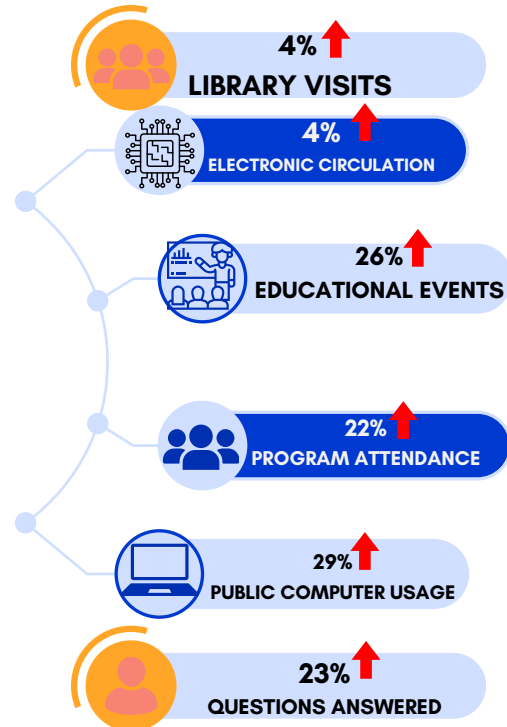 4%
LIBRARY VISITS
4%
ELECTRONIC CIRCULATION
26%
EDUCATIONAL EVENTS
22%
PROGRAM ATTENDANCE
29%
PUBLIC COMPUTER USAGE
23%
QUESTIONS ANSWERED